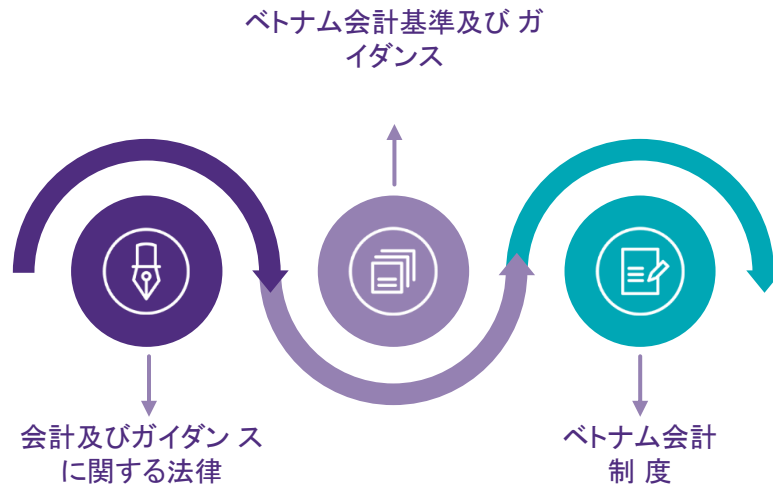 ベトナム会計基準及び ガ
イダンス
会計及びガイダン ス
に関する法律
ベトナム会計
制 度